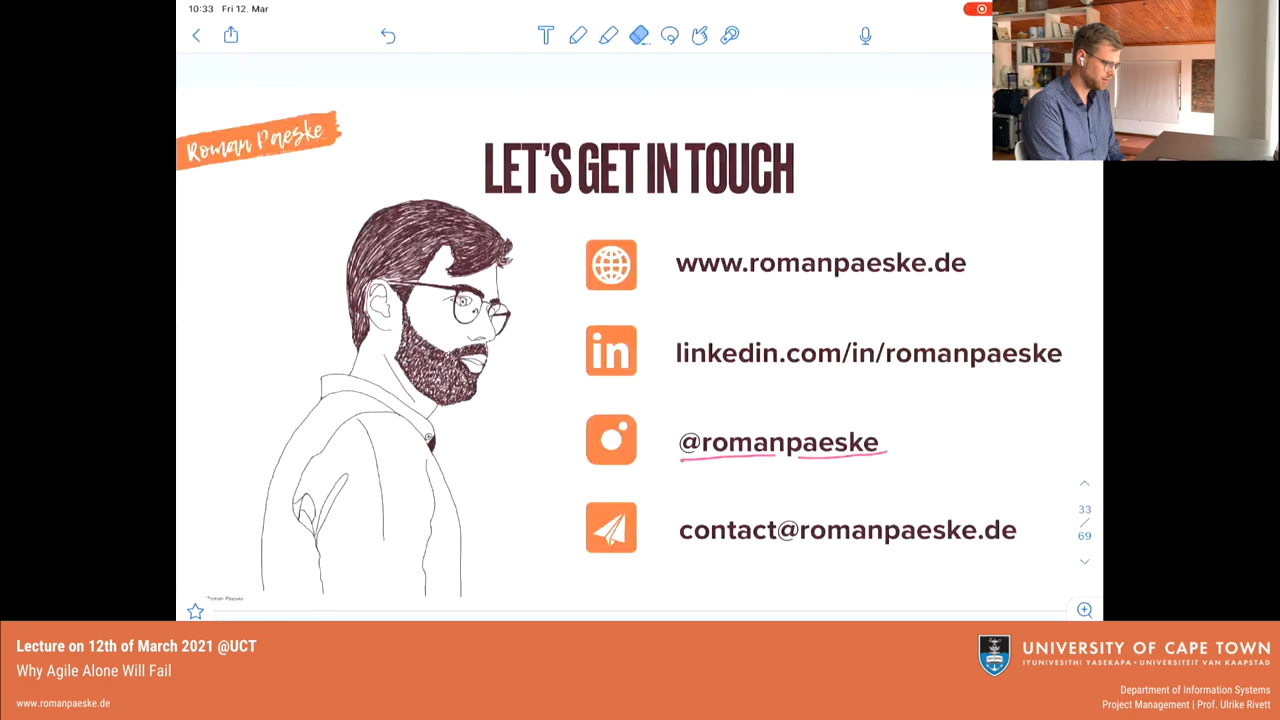 10:33 Fri 12. Mar
Roman Paeske
LET'S GET IN TOUCH
www.romanpaeske.de
in
linkedin.com/in/romanpaeske
@romanpaeske
contact@romanpaeske.de
33
/
69
Roman Paeske
Lecture on 12th of March 2021 @UCT
Why Agile Alone Will Fail
www.romanpaeske.de
UNIVERSITY OF CAPE TOWN
IYUNIVESITHI YASEKAPA • UNIVERSITEIT VAN KAAPSTAD
Department of Information Systems
Project Management | Prof. Ulrike Rivett